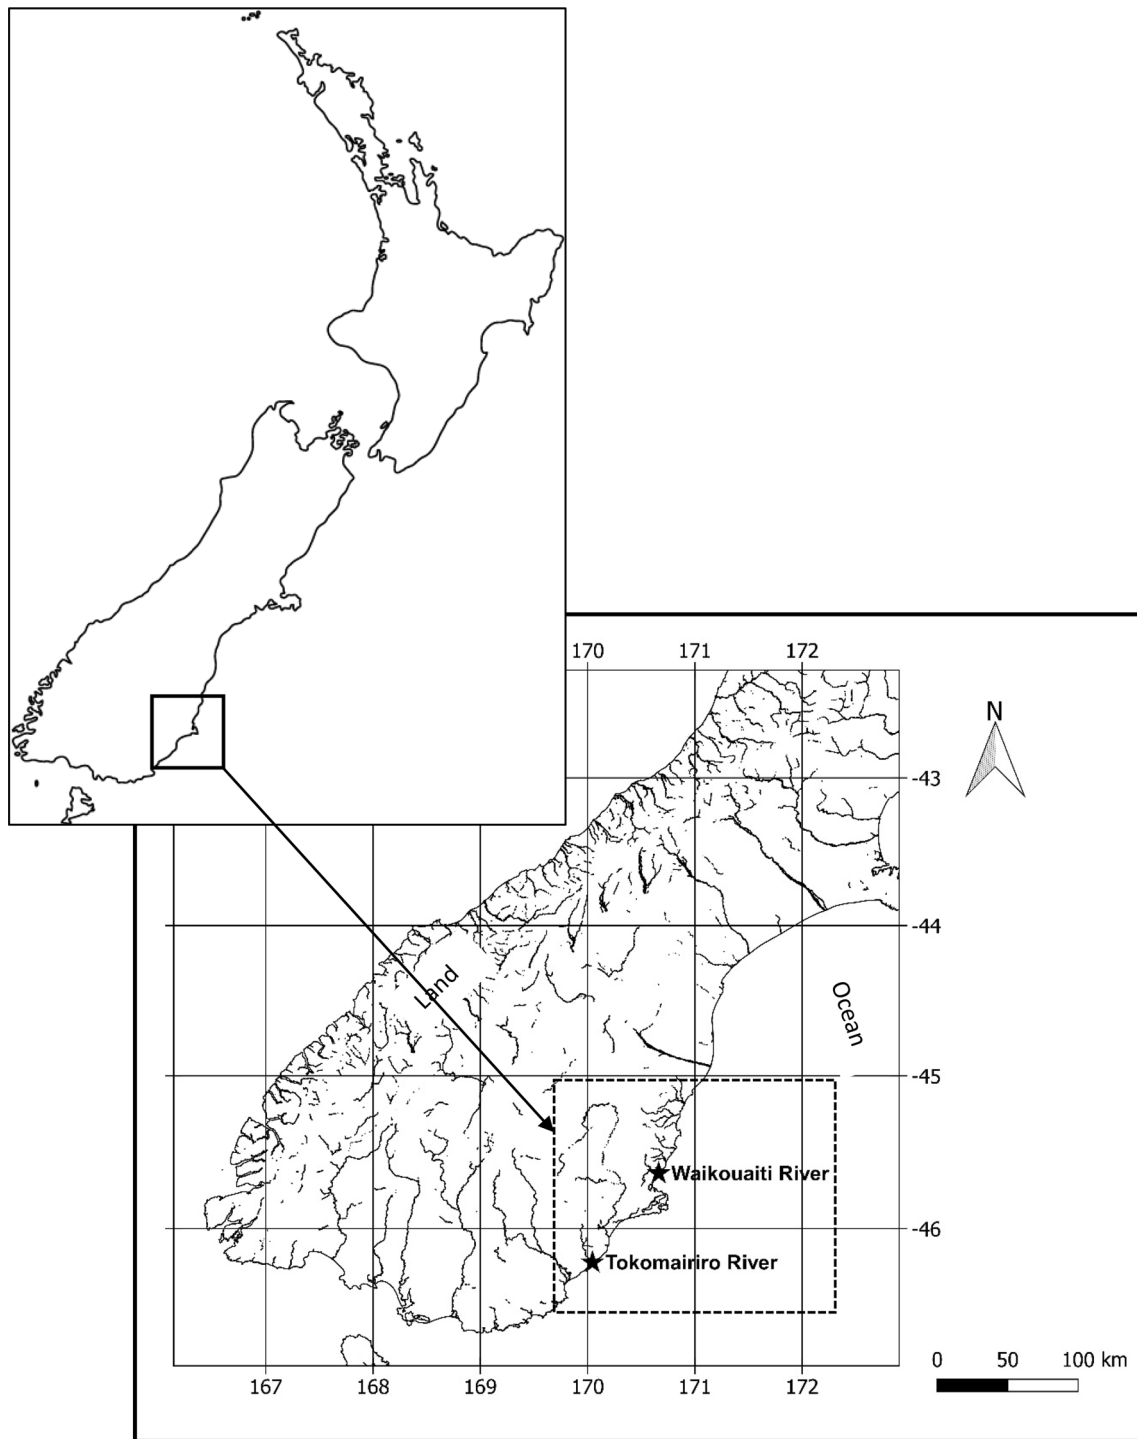 170 171 172
N
-43
-44
Land
Ocean
-45
Waikouaiti River
-46
Tokomairiro River
0 50 100 km
167 168 169 170 171 172